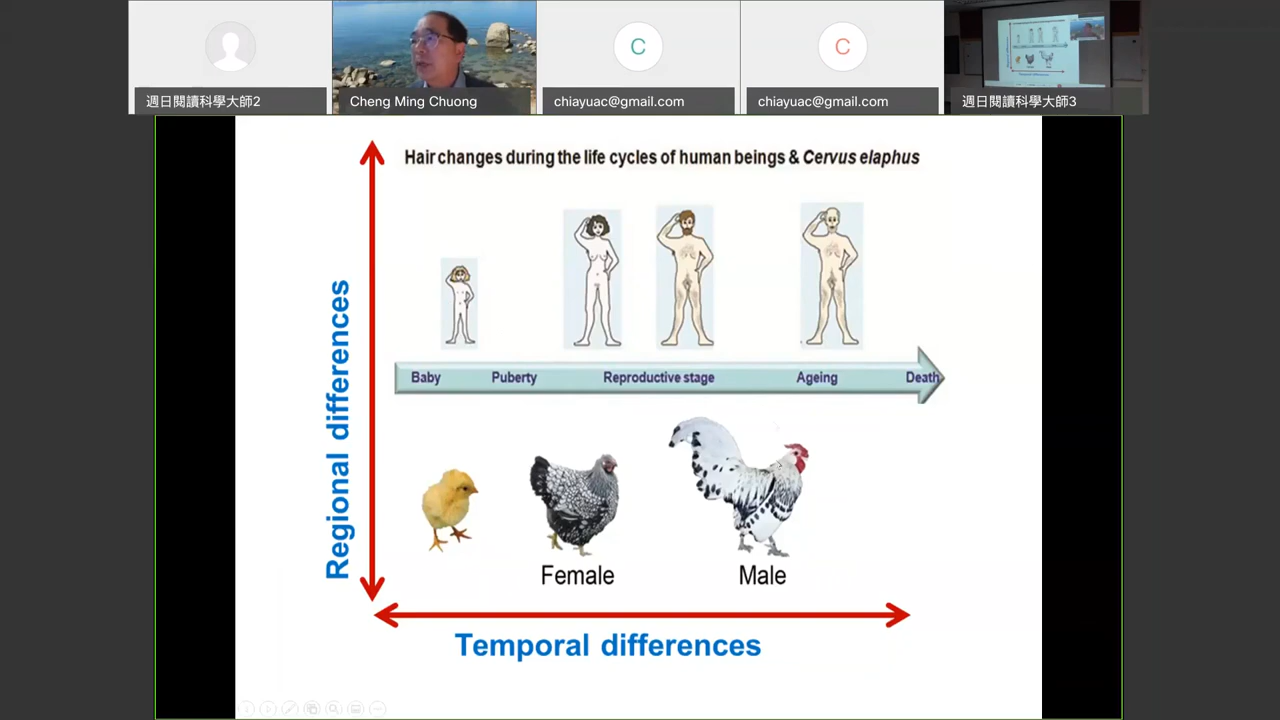 週日閱讀科學大師2
Cheng Ming Chuong
C
chiayuac@gmail.com
C
chiayuac@gmail.com
週日閱讀科學大師3
Hair changes during the life cycles of human beings & Cervus elaphus
Regional differences
Baby
Puberty
Reproductive stage
Ageing
Death
Female
Male
Temporal differences